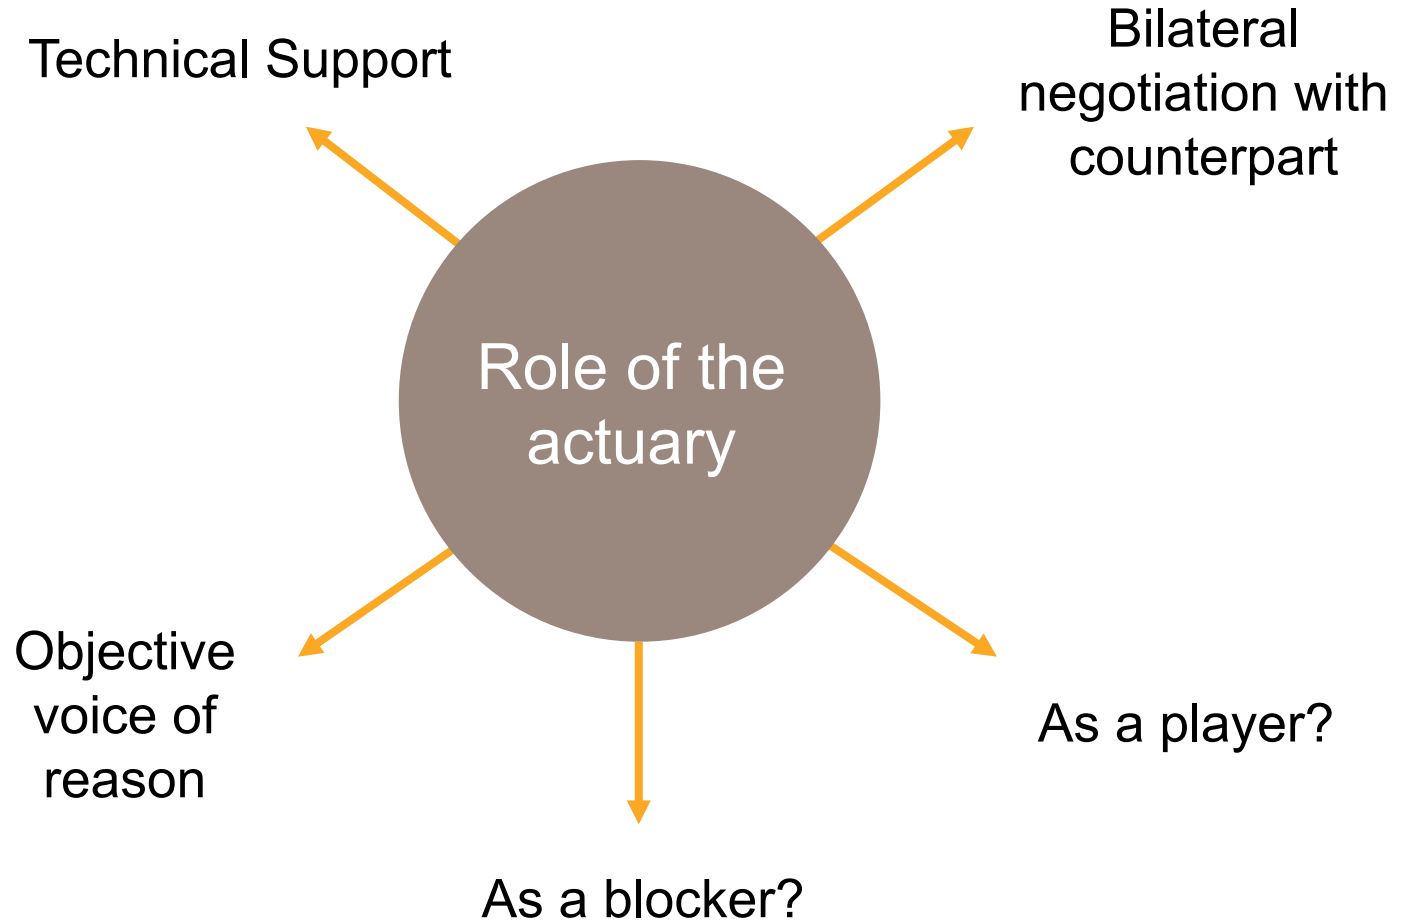 Technical Support
Bilateral
negotiation with
counterpart
Role of the
actuary
Objective
voice of
reason
As a player?
As a blocker?